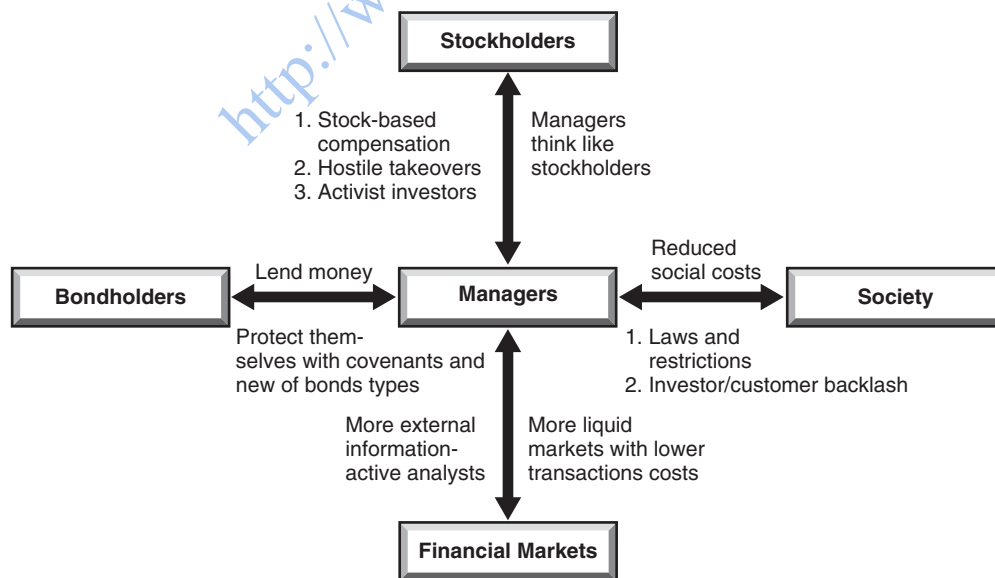 http://w
Stockholders
1. Stock-based
compensation
2. Hostile takeovers
3. Activist investors
Managers
think like
stockholders
Bondholders
Lend money
Protect them-
selves with covenants and
new of bonds types
Managers
Reduced
social costs
1. Laws and
restrictions
2. Investor/customer backlash
Society
More external
information-
active analysts
More liquid
markets with lower
transactions costs
Financial Markets